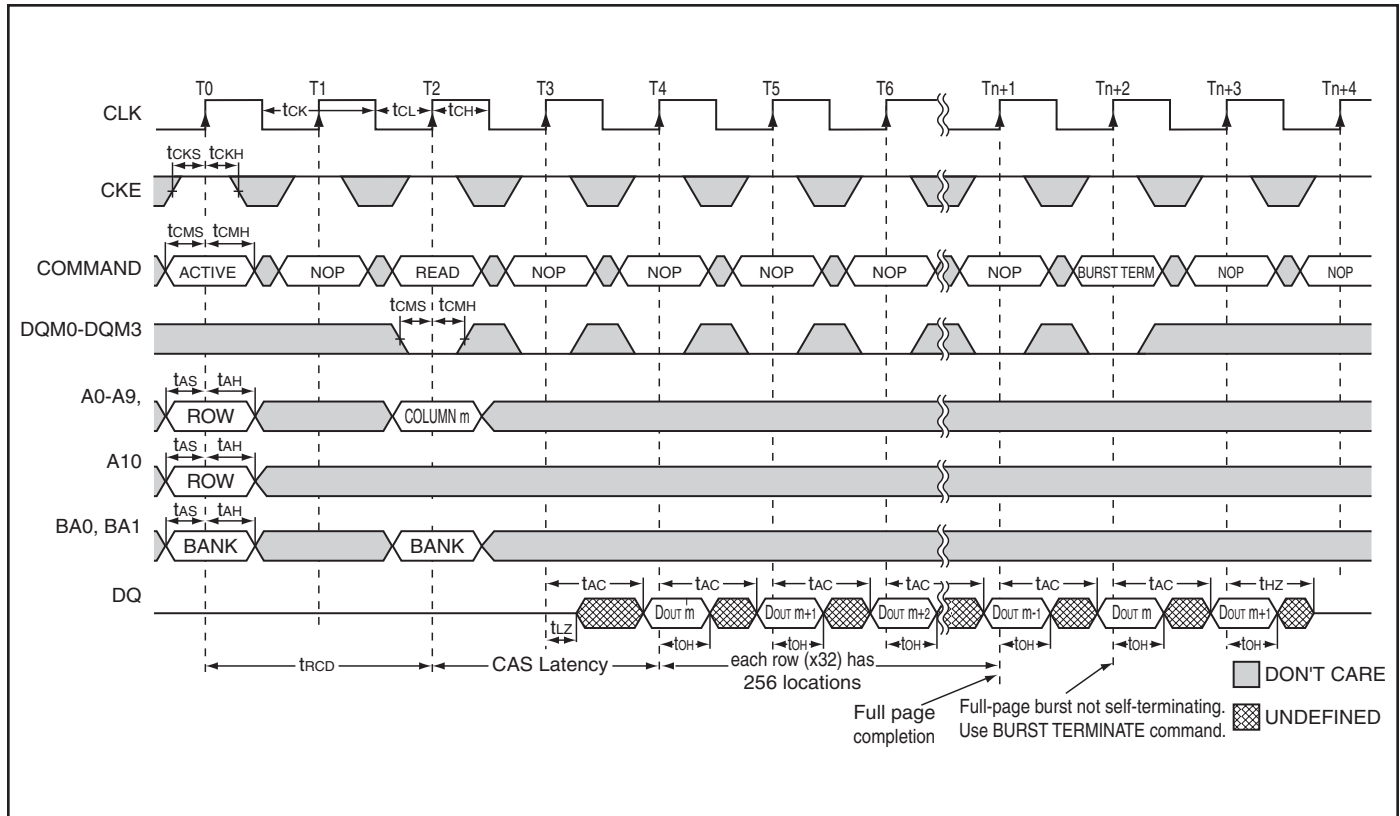 T0 T1 T2 T3 T4 T5 T6 Tn+1 Tn+2 Tn+3 Tn+4
CLK tCK tCL tCH
tCKS tCKH
CKE
tCMS tCMH
COMMAND ACTIVE NOP READ NOP NOP NOP NOP NOP BURST TERM NOP NOP
tCMS tCMH
DQM0-DQM3
tAS tAH
A0-A9, ROW COLUMN m
tAS tAH
A10 ROW
tAS tAH
BA0, BA1 BANK BANK
tAC tAC tAC tAC tAC tAC tHZ
DQ DOUT m DOUT m+1 DOUT m+2 DOUT m-1 DOUT m DOUT m+1
tLZ tOH tOH tOH tOH tOH tOH
tRCD CAS Latency each row (x32) has
256 locations
DON'T CARE
Full page
completion
Full-page burst not self-terminating.
Use BURST TERMINATE command.
UNDEFINED